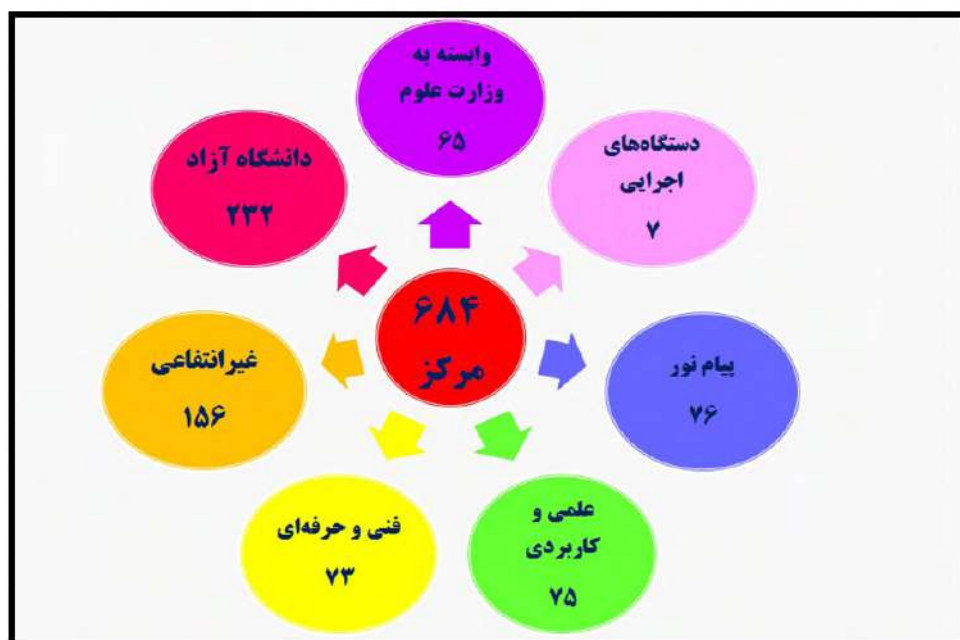 وابسته به
وزارت علوم
۶۵
دستگاه‌های
اجرایی
۷
پیام نور
۷۶
علمی و
کاربردی
۷۵
فنی و حرفه‌ای
۷۳
غیرانتفاعی
۱۵۶
دانشگاه آزاد
۲۳۲
۶۸۴
مرکز